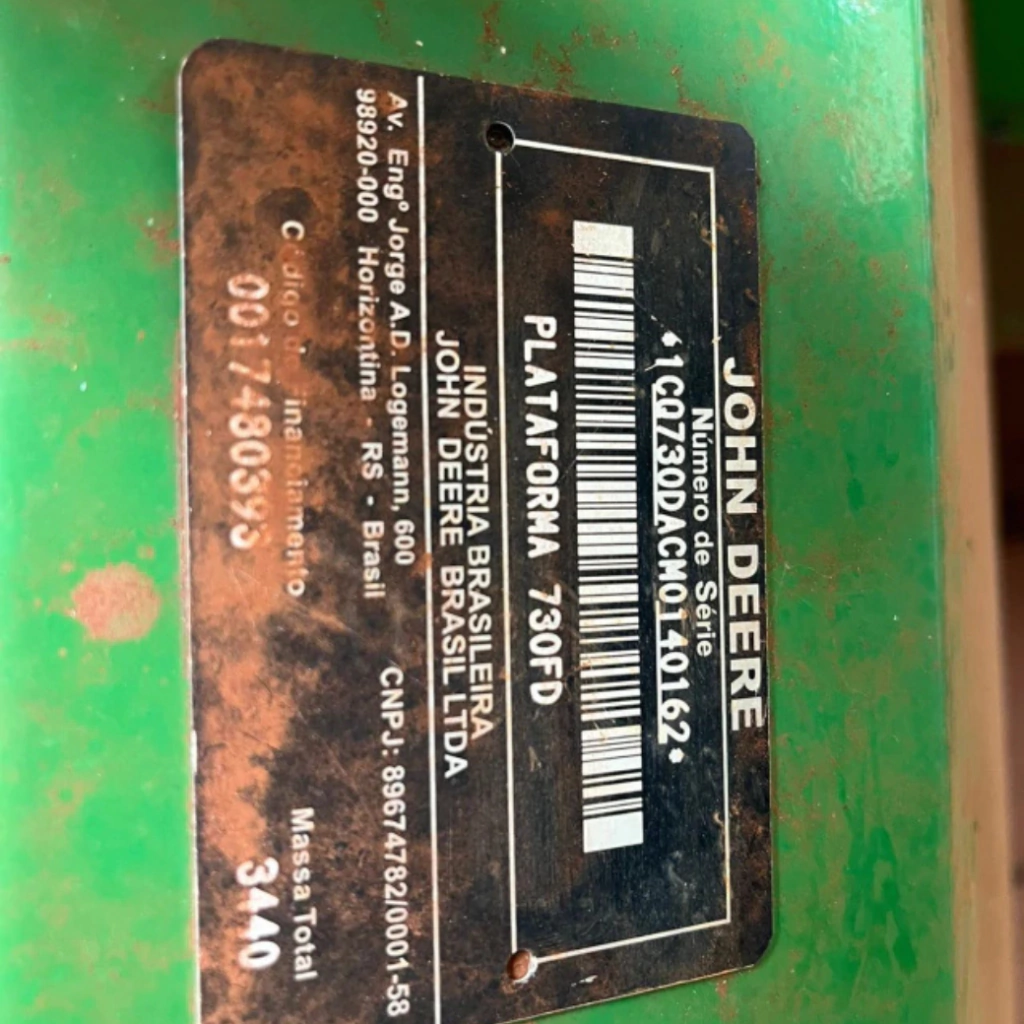 JOHN DEERE
Número de Série
*1CQ730DACM0140162*
PLATAFORMA 730FD
INDÚSTRIA BRASILEIRA
JOHN DEERE BRASIL LTDA
Av. Engº Jorge A.D. Logemann, 600
98920-000 Horizontina - RS - Brasil
CNPJ: 89674782/0001-58
Código Massa Total
3440